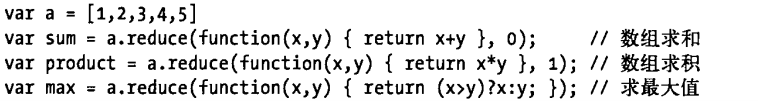 var a = [1,2,3,4,5]
var sum = a.reduce(function(x,y) { return x+y }, 0); // 数组求和
var product = a.reduce(function(x,y) { return x*y }, 1); // 数组求积
var max = a.reduce(function(x,y) { return (x>y)?x:y; }); // 求最大值